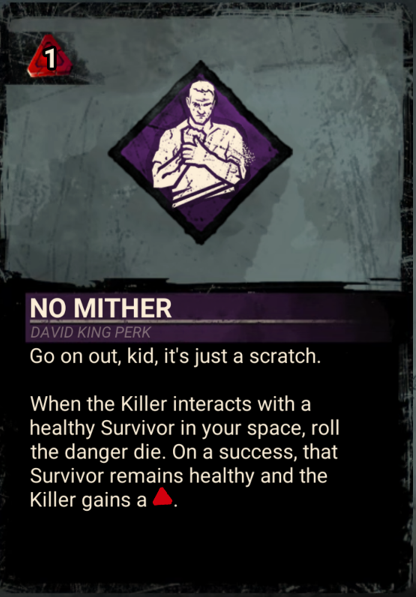 1
NO MITHER
DAVID KING PERK
Go on out, kid, it's just a scratch.
When the Killer interacts with a
healthy Survivor in your space, roll
the danger die. On a success, that
Survivor remains healthy and the
Killer gains a .